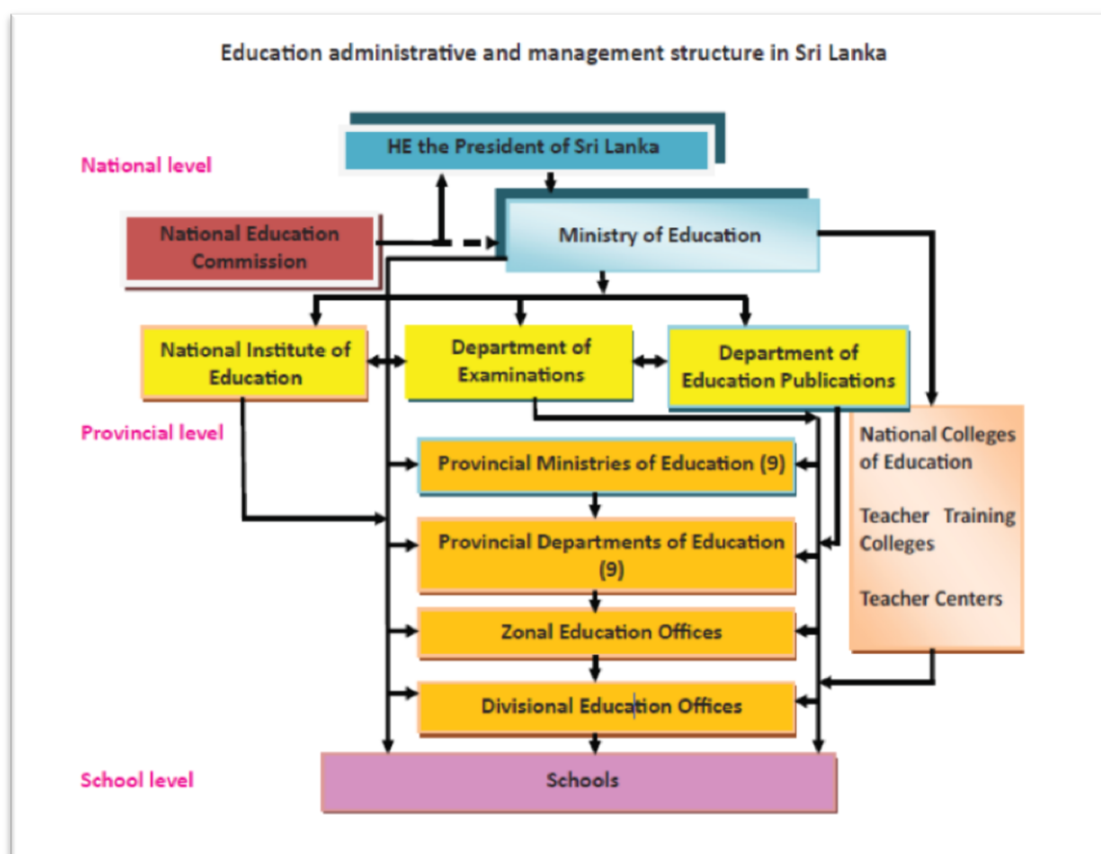 Education administrative and management structure in Sri Lanka
HE the President of Sri Lanka
National level
National Education
Commission
Ministry of Education
National Institute of
Education
Department of
Examinations
Department of
Education Publications
Provincial level
National Colleges
of Education
Teacher Training
Colleges
Teacher Centers
Provincial Ministries of Education (9)
Provincial Departments of Education
(9)
Zonal Education Offices
Divisional Education Offices
School level
Schools